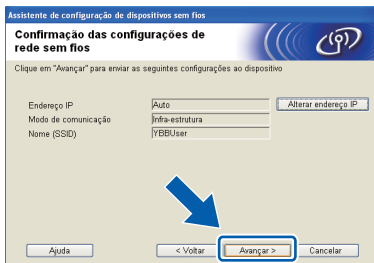 Assistente de configuração de dispositivos sem fios
Confirmação das configurações de
rede sem fios
Clique em "Avançar" para enviar as seguintes configurações ao dispositivo
Endereço IP Auto Alterar endereço IP
Modo de comunicação Infra-estrutura
Nome (SSID) YBBUser
Ajuda < Voltar Avançar > Cancelar